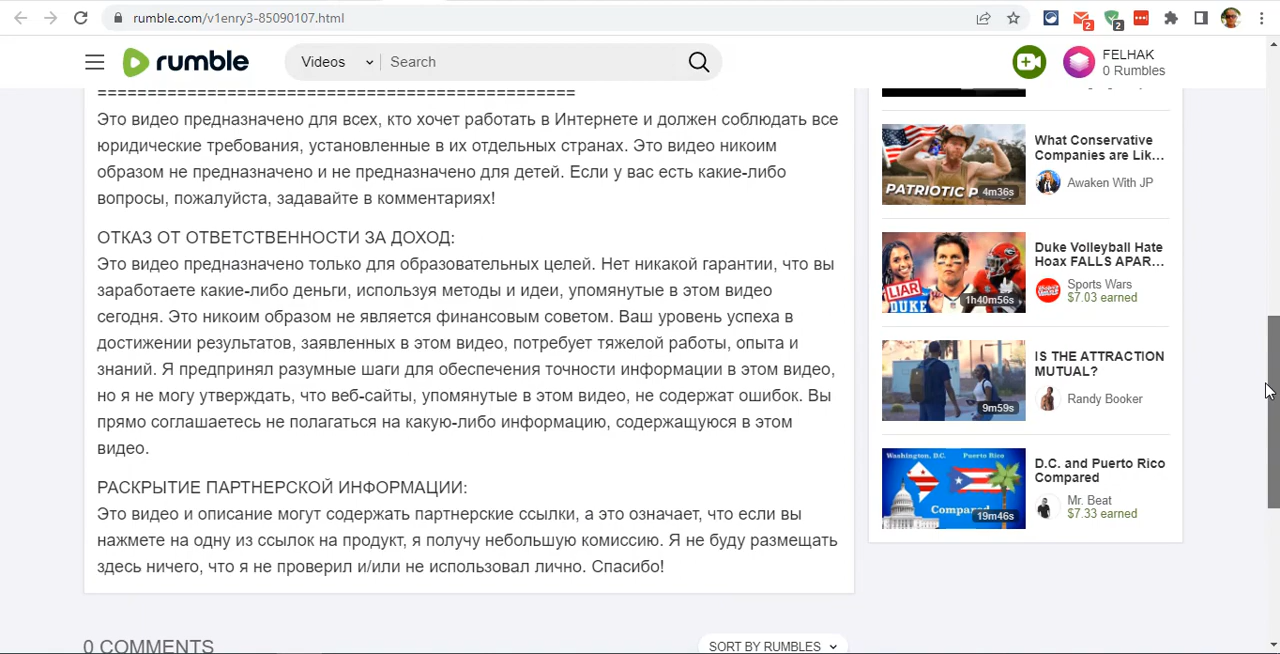 rumble.com/v1enry3-85090107.html
2
2
rumble
Videos
Search
FELHAK
0 Rumbles
================================================
Это видео предназначено для всех, кто хочет работать в Интернете и должен соблюдать все
юридические требования, установленные в их отдельных странах. Это видео никоим
образом не предназначено и не предназначено для детей. Если у вас есть какие-либо
вопросы, пожалуйста, задавайте в комментариях!
ОТКАЗ ОТ ОТВЕТСТВЕННОСТИ ЗА ДОХОД:
Это видео предназначено только для образовательных целей. Нет никакой гарантии, что вы
заработаете какие-либо деньги, используя методы и идеи, упомянутые в этом видео
сегодня. Это никоим образом не является финансовым советом. Ваш уровень успеха в
достижении результатов, заявленных в этом видео, потребует тяжелой работы, опыта и
знаний. Я предпринял разумные шаги для обеспечения точности информации в этом видео,
но я не могу утверждать, что веб-сайты, упомянутые в этом видео, не содержат ошибок. Вы
прямо соглашаетесь не полагаться на какую-либо информацию, содержащуюся в этом
видео.
РАСКРЫТИЕ ПАРТНЕРСКОЙ ИНФОРМАЦИИ:
Это видео и описание могут содержать партнерские ссылки, а это означает, что если вы
нажмете на одну из ссылок на продукт, я получу небольшую комиссию. Я не буду размещать
здесь ничего, что я не проверил и/или не использовал лично. Спасибо!
0 COMMENTS
SORT BY RUMBLES
PATRIOTIC P
4m36s
What Conservative
Companies are Lik...
Awaken With JP
LIAR
DUKE
1h40m56s
Duke Volleyball Hate
Hoax FALLS APAR...
Sports Wars
$7.03 earned
9m59s
IS THE ATTRACTION
MUTUAL?
Randy Booker
Washington, D.C.
Puerto Rico
Compared
19m46s
D.C. and Puerto Rico
Compared
Mr. Beat
$7.33 earned